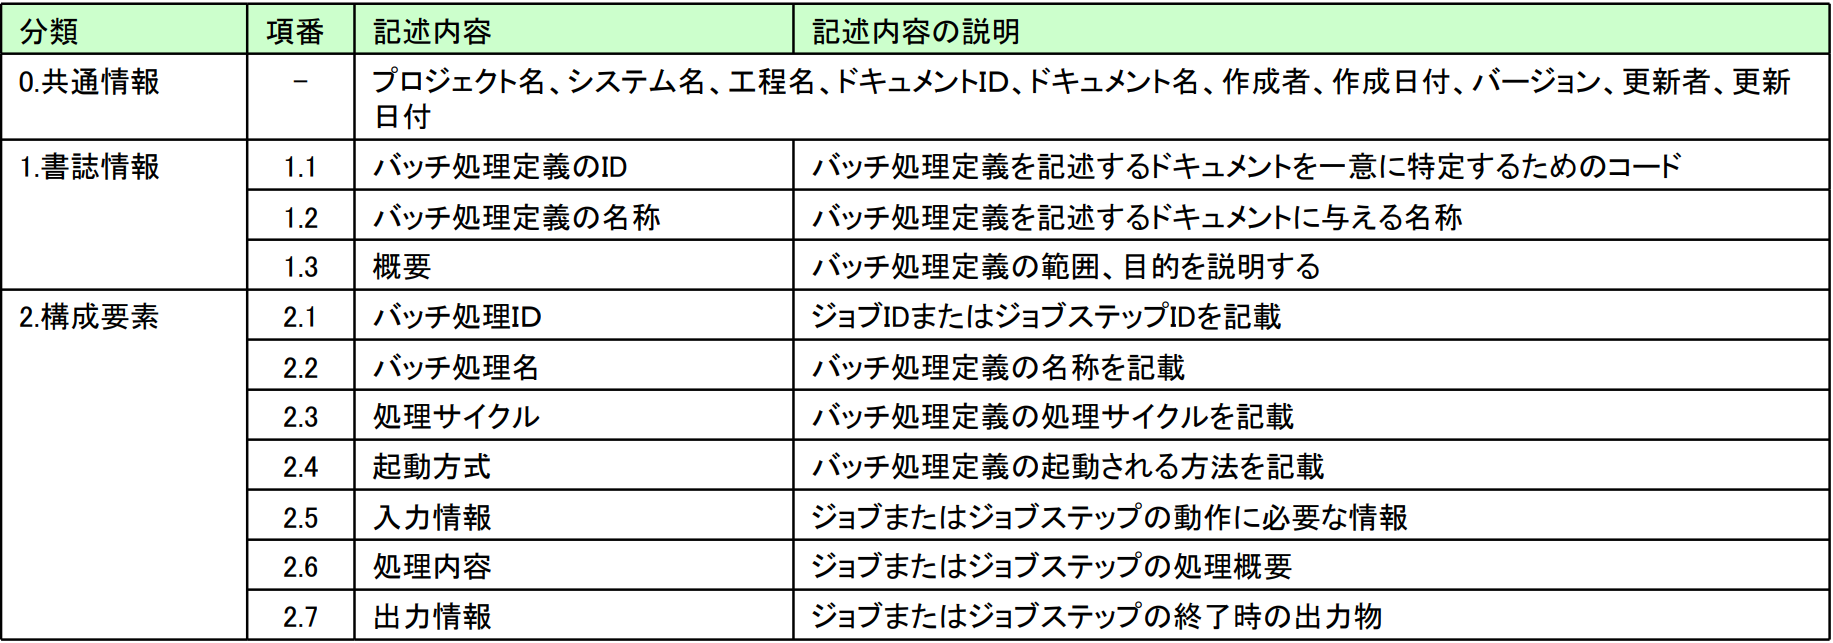 分類 項番 記述内容 記述内容の説明
0.共通情報 － プロジェクト名、システム名、工程名、ドキュメントID、ドキュメント名、作成者、作成日付、バージョン、更新者、更新
日付
1.書誌情報 1.1 バッチ処理定義のID バッチ処理定義を記述するドキュメントを一意に特定するためのコード
1.2 バッチ処理定義の名称 バッチ処理定義を記述するドキュメントに与える名称
1.3 概要 バッチ処理定義の範囲、目的を説明する
2.構成要素 2.1 バッチ処理ID ジョブIDまたはジョブステップIDを記載
2.2 バッチ処理名 バッチ処理定義の名称を記載
2.3 処理サイクル バッチ処理定義の処理サイクルを記載
2.4 起動方式 バッチ処理定義の起動される方法を記載
2.5 入力情報 ジョブまたはジョブステップの動作に必要な情報
2.6 処理内容 ジョブまたはジョブステップの処理概要
2.7 出力情報 ジョブまたはジョブステップの終了時の出力物